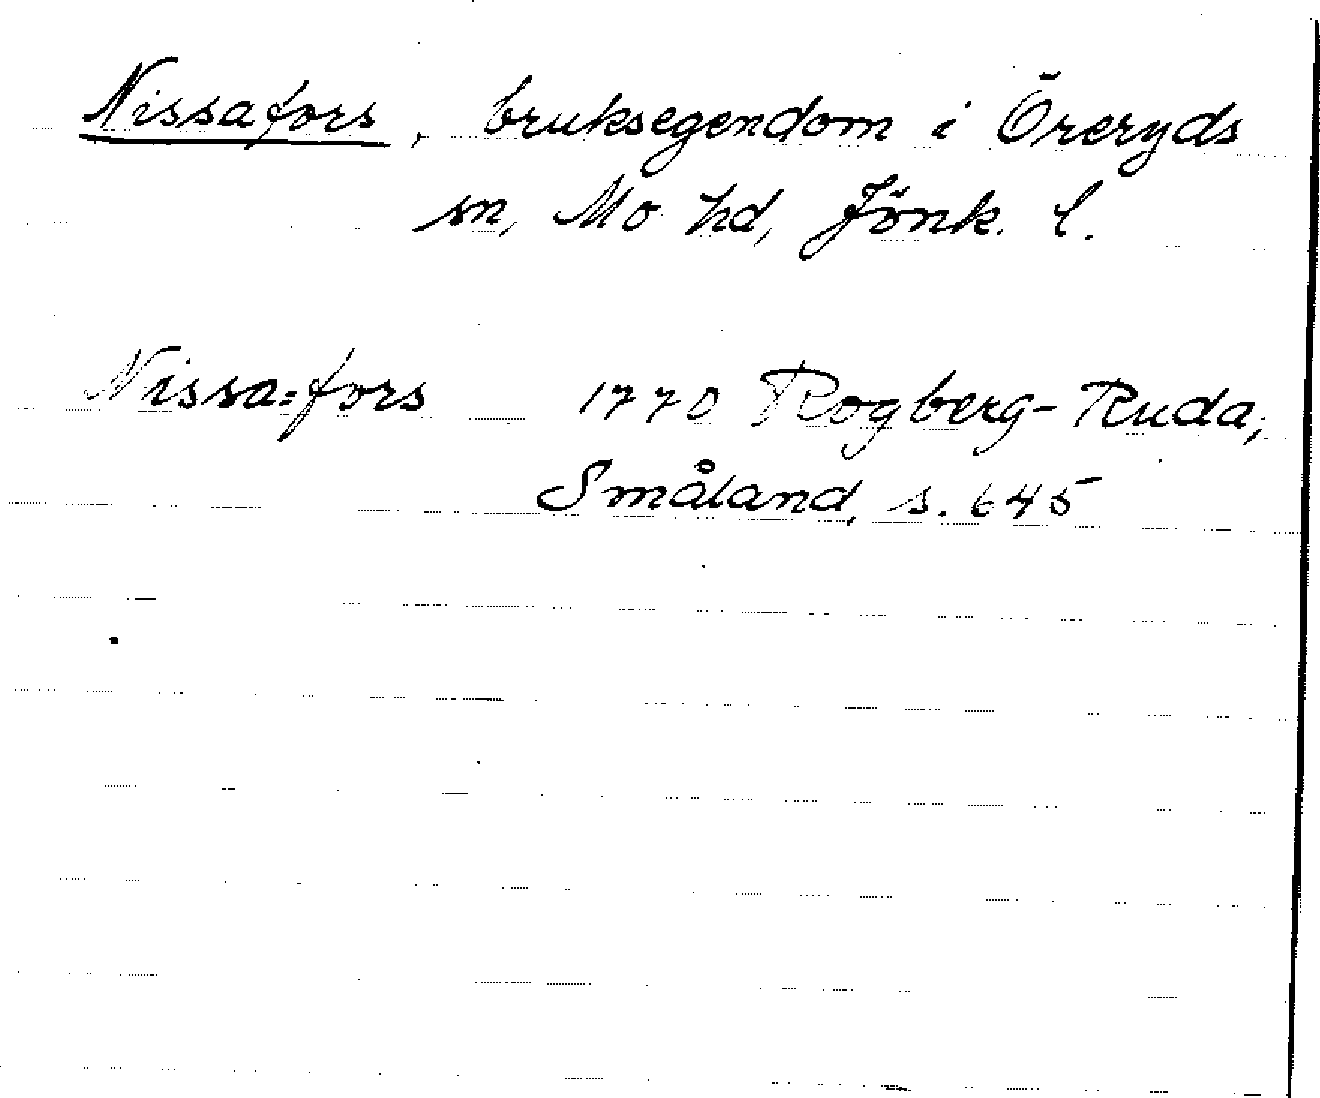 Nissafors, bruksegendom i Öreryds
sn, Mo hd, Jönk. l.
Nissa=fors 1770 Rogberg-Ruda,
Småland, s. 645